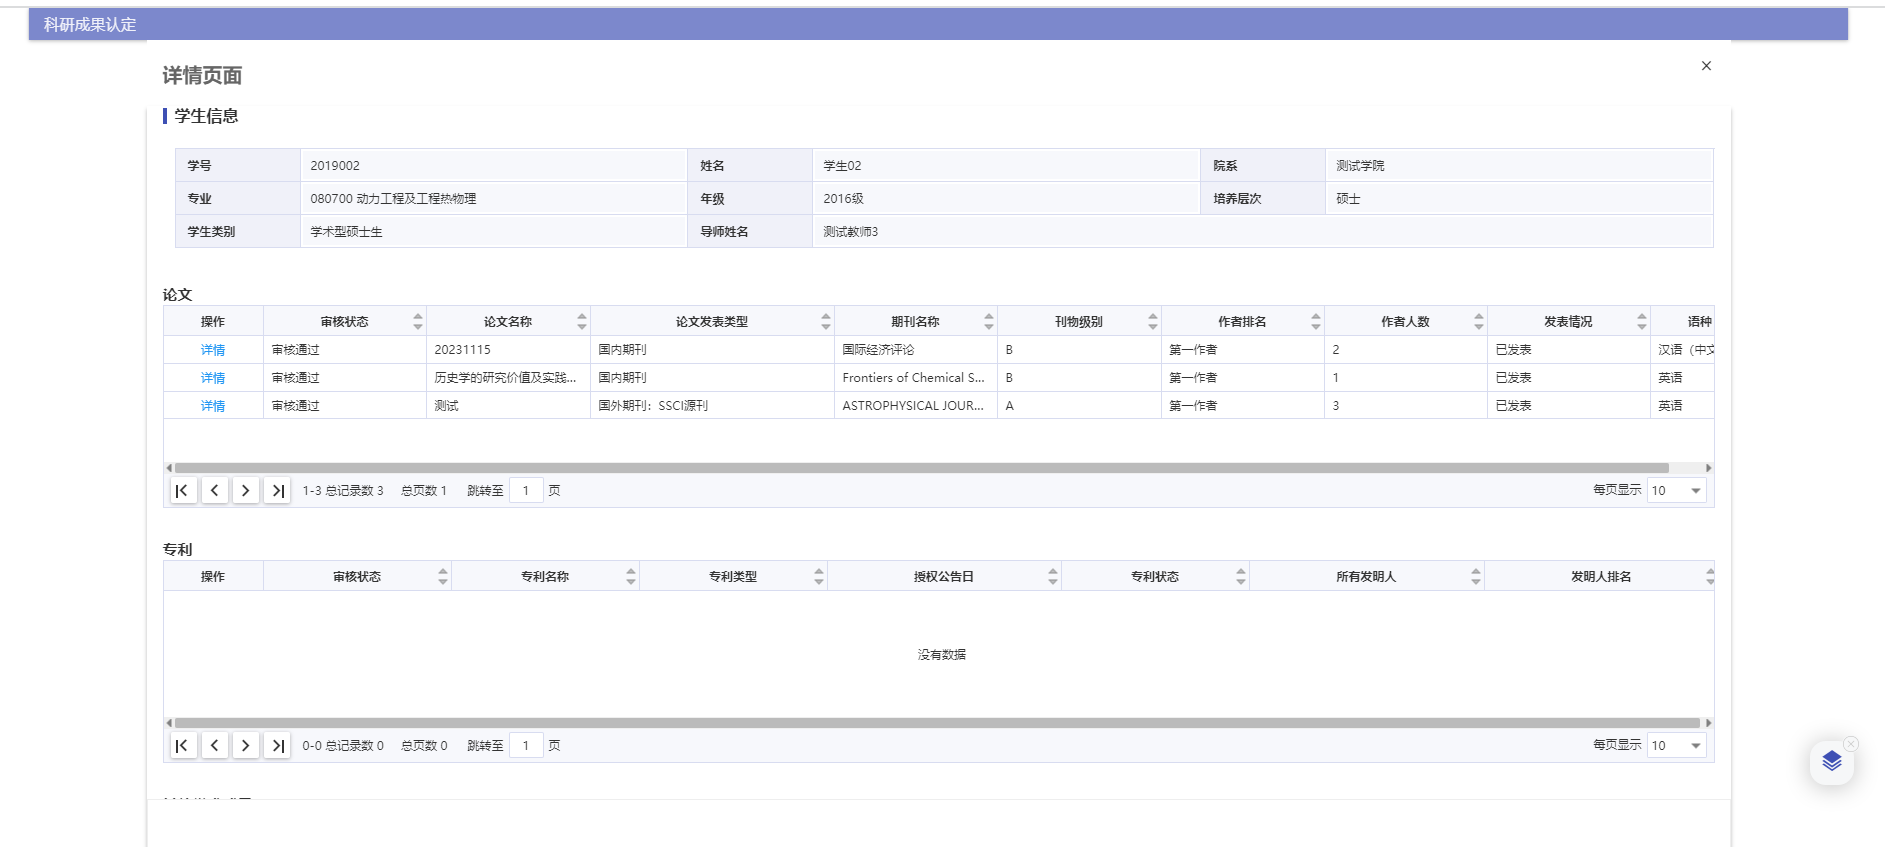 科研成果认定
详情页面
学生信息
学号 2019002 姓名 学生02 院系 测试学院
专业 080700 动力工程及工程热物理 年级 2016级 培养层次 硕士
学生类别 学术型硕士生 导师姓名 测试教师3
论文
操作 审核状态 论文名称 论文发表类型 期刊名称 刊物级别 作者排名 作者人数 发表情况 语种
详情 审核通过 20231115 国内期刊 国际经济评论 B 第一作者 2 已发表 汉语（中文
详情 审核通过 历史学的研究价值及实践... 国内期刊 Frontiers of Chemical S... B 第一作者 1 已发表 英语
详情 审核通过 测试 国外期刊：SSCI源刊 ASTROPHYSICAL JOUR... A 第一作者 3 已发表 英语
1-3 总记录数 3 总页数 1 跳转至 1 页 每页显示 10
专利
操作 审核状态 专利名称 专利类型 授权公告日 专利状态 所有发明人 发明人排名
没有数据
0-0 总记录数 0 总页数 0 跳转至 1 页 每页显示 10